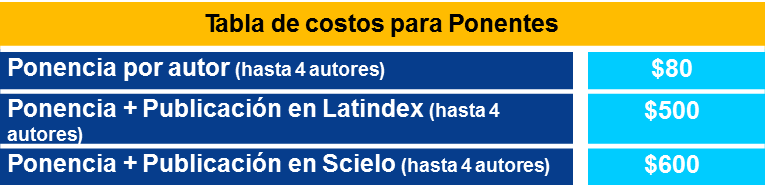 Tabla de costos para Ponentes
Ponencia por autor (hasta 4 autores) $80
Ponencia + Publicación en Latindex (hasta 4 $500
autores)
Ponencia + Publicación en Scielo (hasta 4 autores) $600